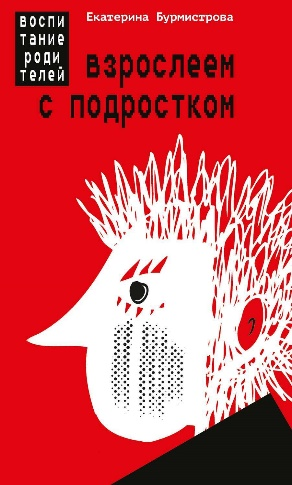 воспи
тание
роди
телей
Екатерина Бурмистрова
взрослеем
с подростком